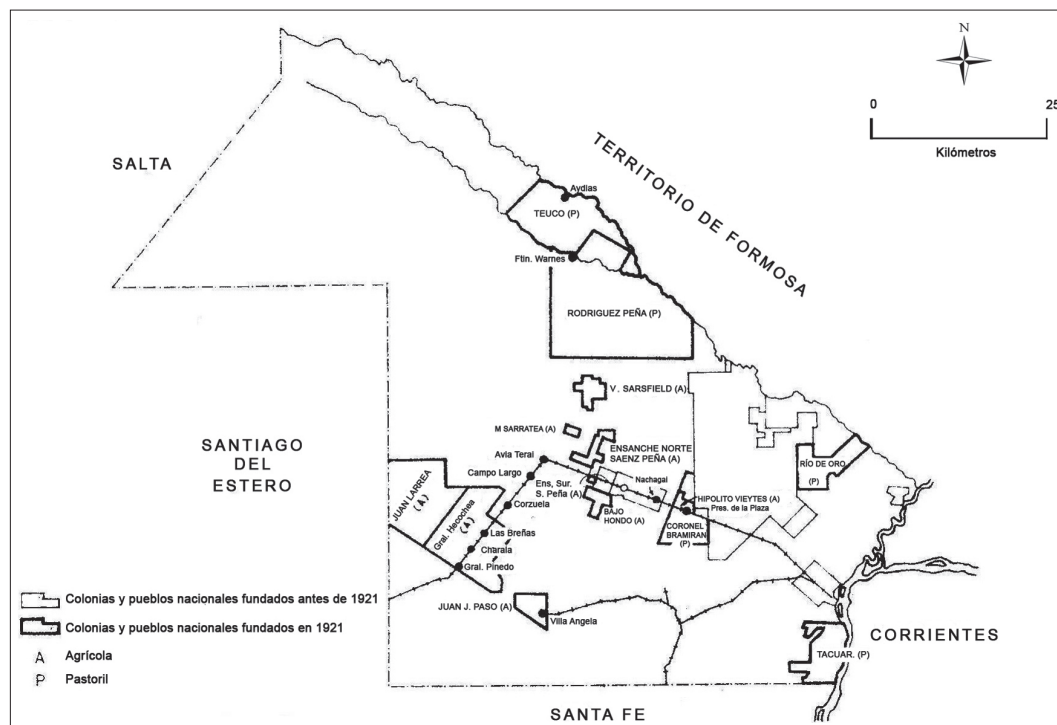 N
0 25
Kilómetros
SALTA
TERRITORIO DE FORMOSA
Aydias
TEUCO (P)
Ftin. Warnes
RODRIGUEZ PEÑA (P)
V . SARSFIELD (A)
M SARRATEA (A)
ENSANCHE NORTE
SAENZ PEÑA (A)
SANTIAGO
DEL
ESTERO
Avia Terai
Campo Largo
Ens, Sur.
S. Peña (A)
Nachagal
RÍO DE ORO
(P)
JUAN LARREA
(A)
Gral. Hecochea
(A)
Corzuela
BAJO
HONDO (A)
HIPOLITO VIEYTES (A)
Pres. de la Plaza
CORONEL
BRAMIRAN
(P)
Las Breñas
Charaia
Gral. Pinedo
JUAN J. PASO (A)
Villa Angela
Colonias y pueblos nacionales fundados antes de 1921
Colonias y pueblos nacionales fundados en 1921
A Agrícola
P Pastoril
CORRIENTES
TACUAR. (P)
SANTA FE